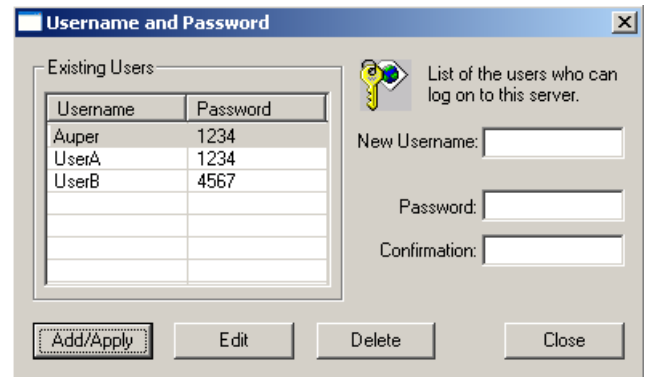 Username and Password
Existing Users
Username Password
Auper 1234
UserA 1234
UserB 4567
List of the users who can
log on to this server.
New Username:
Password:
Confirmation:
Add/Apply Edit Delete Close